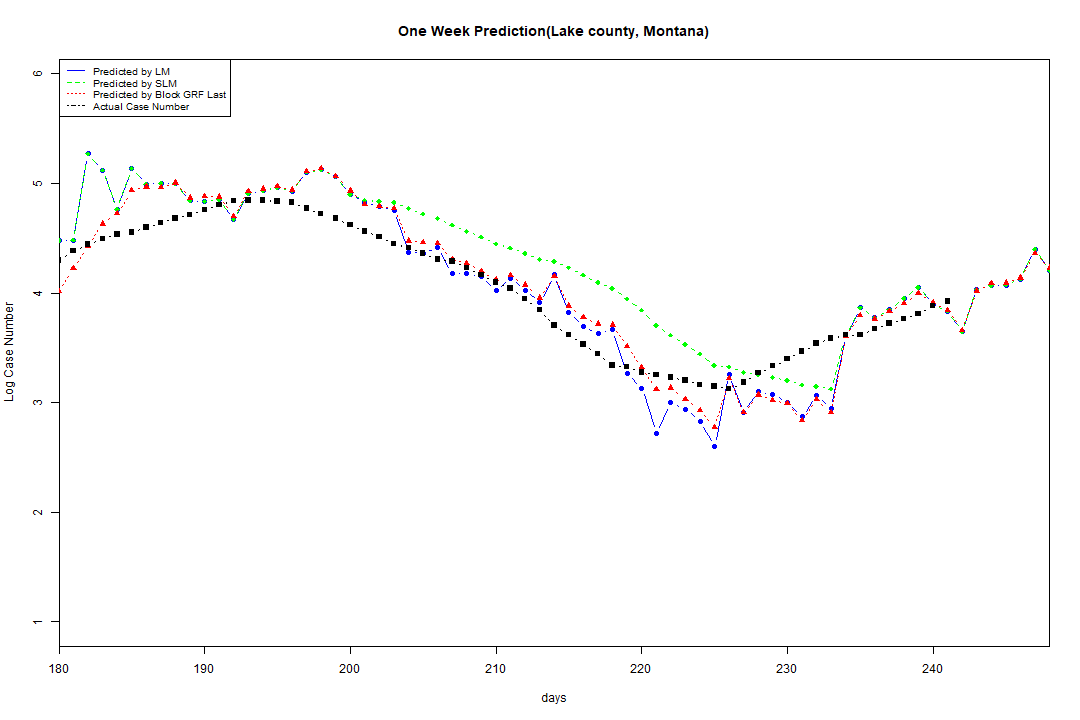 One Week Prediction(Lake county, Montana)
Predicted by LM
Predicted by SLM
Predicted by Block GRF Last
Actual Case Number
6
5
4
3
2
1
Log Case Number
180 190 200 210 220 230 240
days